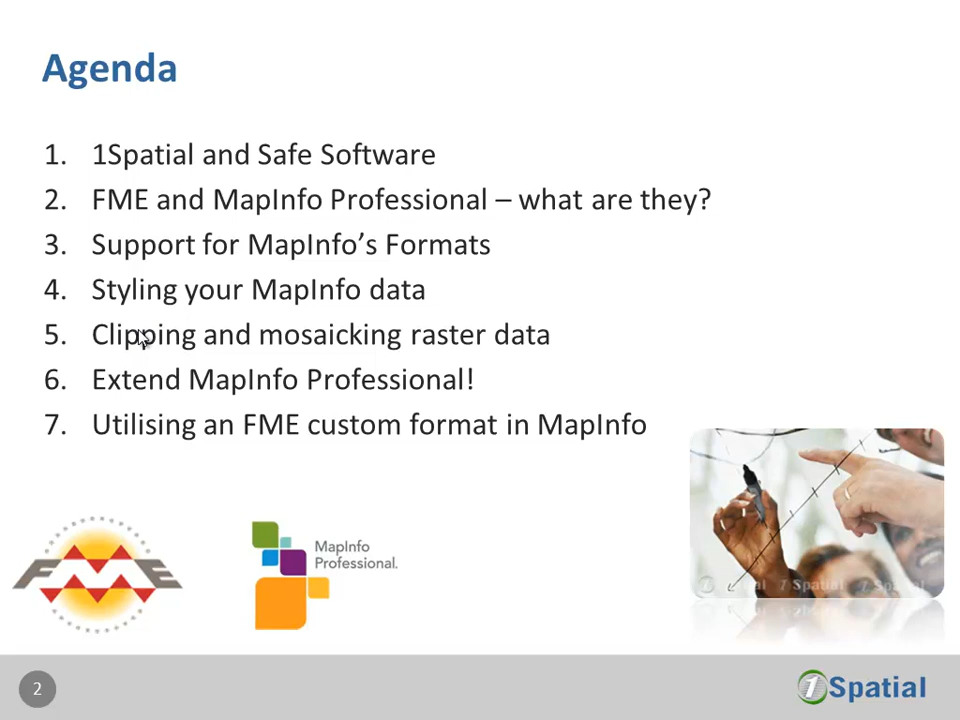 Agenda
1. 1Spatial and Safe Software
2. FME and MapInfo Professional – what are they?
3. Support for MapInfo’s Formats
4. Styling your MapInfo data
5. Clipping and mosaicking raster data
6. Extend MapInfo Professional!
7. Utilising an FME custom format in MapInfo
FME
MapInfo
Professional.
1 Spatial
2
1Spatial